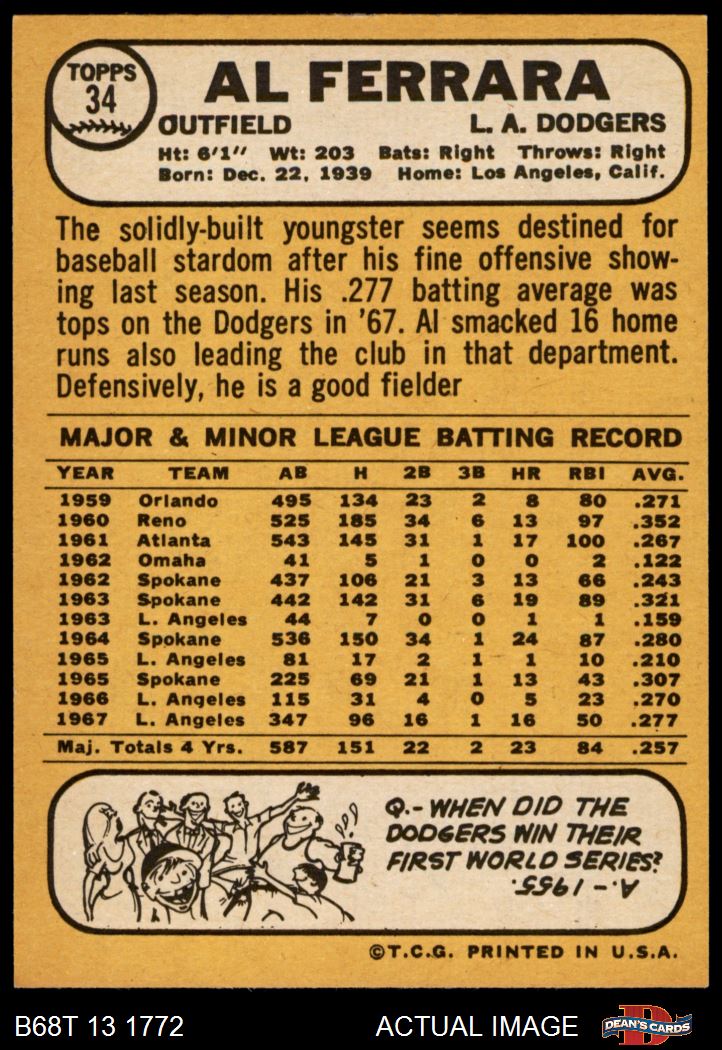 TOPPS
34
AL FERRARA
OUTFIELD L. A. DODGERS
Ht: 6'1" Wt: 203 Bats: Right Throws: Right
Born: Dec. 22, 1939 Home: Los Angeles, Calif.
The solidly-built youngster seems destined for
baseball stardom after his fine offensive show-
ing last season. His .277 batting average was
tops on the Dodgers in '67. Al smacked 16 home
runs also leading the club in that department.
Defensively, he is a good fielder
MAJOR & MINOR LEAGUE BATTING RECORD
YEAR TEAM AB H 2B 3B HR RBI AVG.
1959 Orlando 495 134 23 2 8 80 .271
1960 Reno 525 185 34 6 13 97 .352
1961 Atlanta 543 145 31 1 17 100 .267
1962 Omaha 41 5 1 0 0 2 .122
1962 Spokane 437 106 21 3 13 66 .243
1963 Spokane 442 142 31 6 19 89 .321
1963 L. Angeles 44 7 0 0 1 1 .159
1964 Spokane 536 150 34 1 24 87 .280
1965 L. Angeles 81 17 2 1 1 10 .210
1965 Spokane 225 69 21 1 13 43 .307
1966 L. Angeles 115 31 4 0 5 23 .270
1967 L. Angeles 347 96 16 1 16 50 .277
Maj. Totals 4 Yrs. 587 151 22 2 23 84 .257
Q.- WHEN DID THE
DODGERS WIN THEIR
FIRST WORLD SERIES?
A.- 1955.
©T.C.G. PRINTED IN U.S.A.
B68T 13 1772 ACTUAL IMAGE DEAN'S CARDS